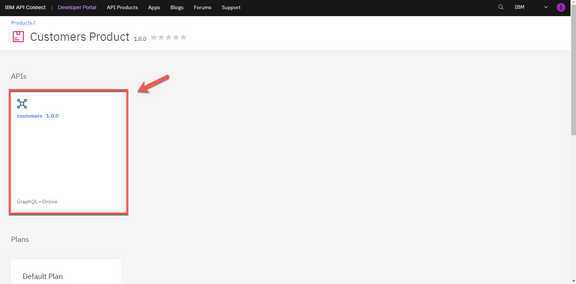 IBM API Connect | Developer Portal API Products Apps Blogs Forums Support IBM
Products /
Customers Product 1.0.0
APIs
customers 1.0.0
GraphQL • Online
Plans
Default Plan